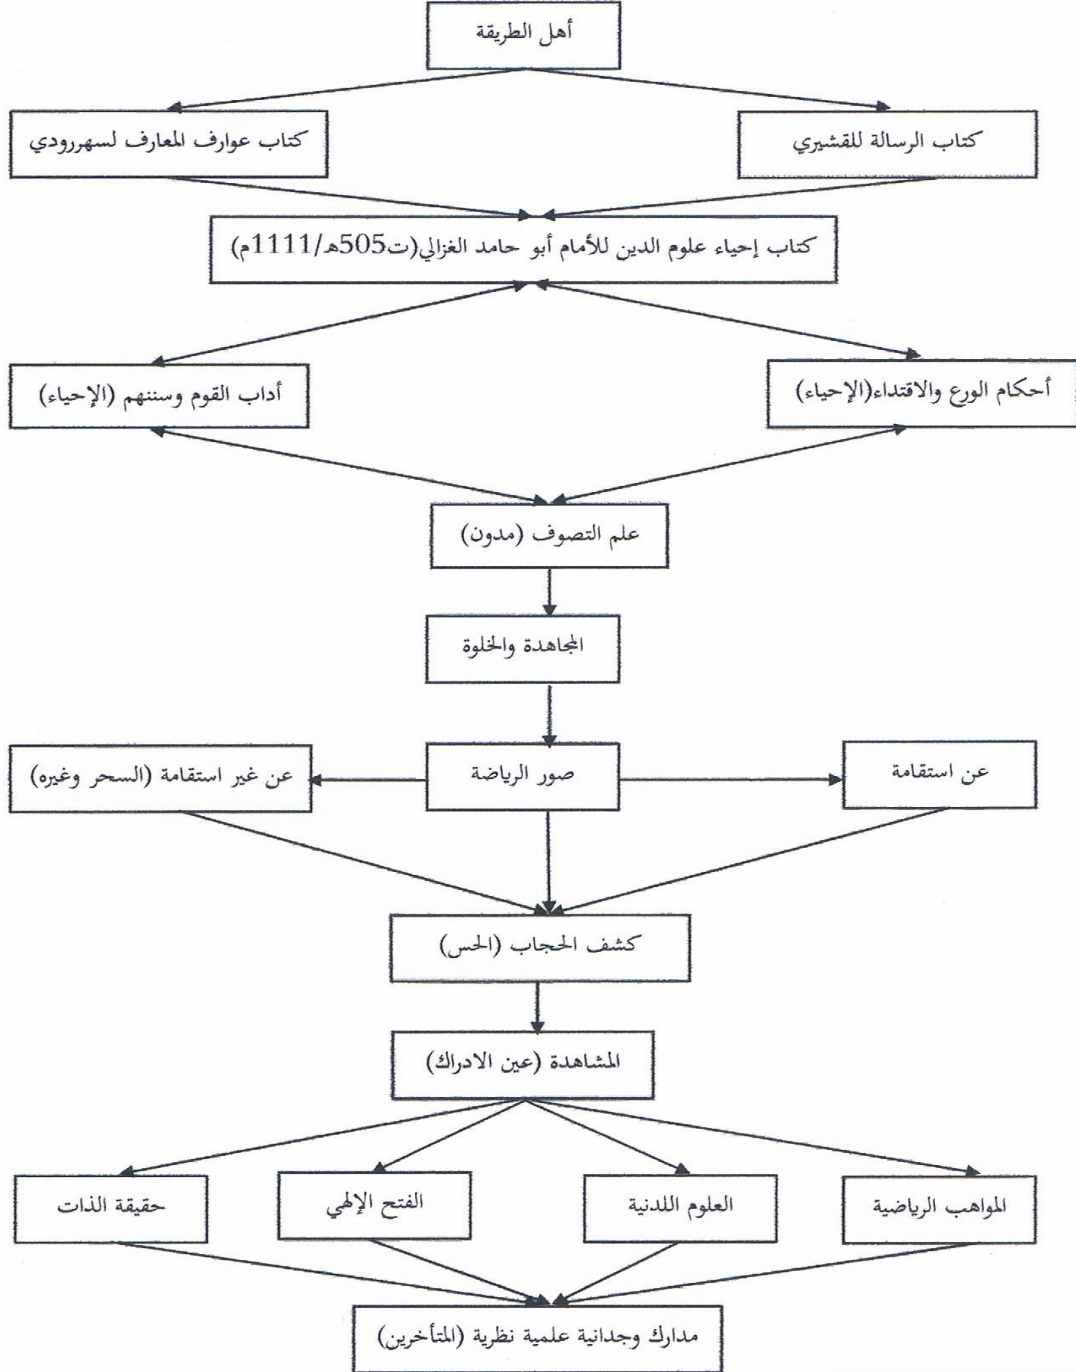 أهل الطريقة
كتاب الرسالة للقشيري
كتاب عوارف المعارف لسهروردي
كتاب إحياء علوم الدين للأمام أبو حامد الغزالي(ت505هـ/1111م)
أحكام الورع والاقتداء(الإحياء)
أداب القوم وسننهم (الإحياء)
علم التصوف (مدون)
المجاهدة والخلوة
عن استقامة
صور الرياضة
عن غير استقامة (السحر وغيره)
كشف الحجاب (الحس)
المشاهدة (عين الادراك)
المواهب الرياضية
العلوم اللدنية
الفتح الإلهي
حقيقة الذات
مدارك وجدانية علمية نظرية (المتأخرين)